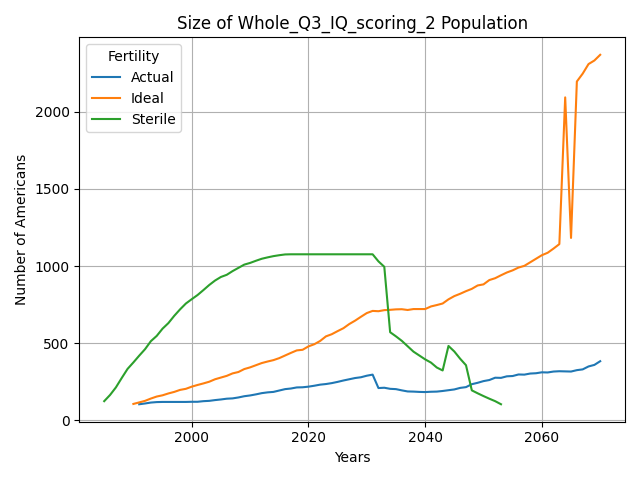 Size of Whole_Q3_IQ_scoring_2 Population
Fertility
Actual
Ideal
Sterile
Number of Americans
2000
1500
1000
500
0
2000
2020
2040
2060
Years